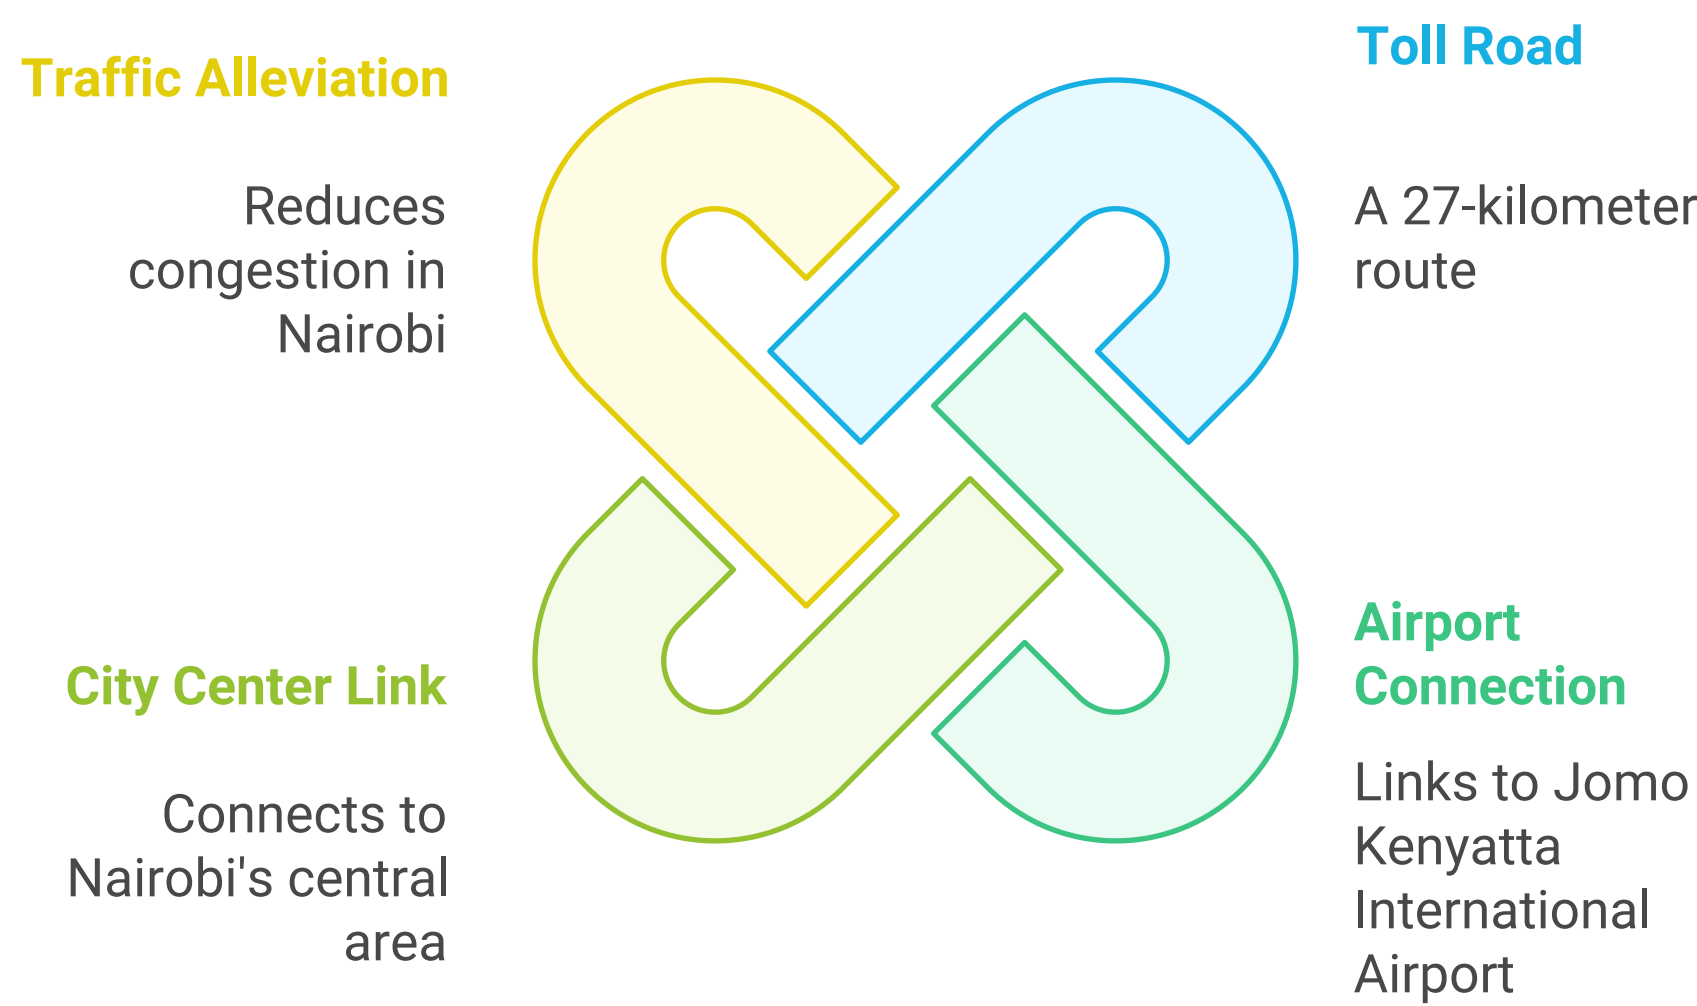 Traffic Alleviation
Reduces
congestion in
Nairobi
Toll Road
A 27-kilometer
route
City Center Link
Connects to
Nairobi's central
area
Airport
Connection
Links to Jomo
Kenyatta
International
Airport